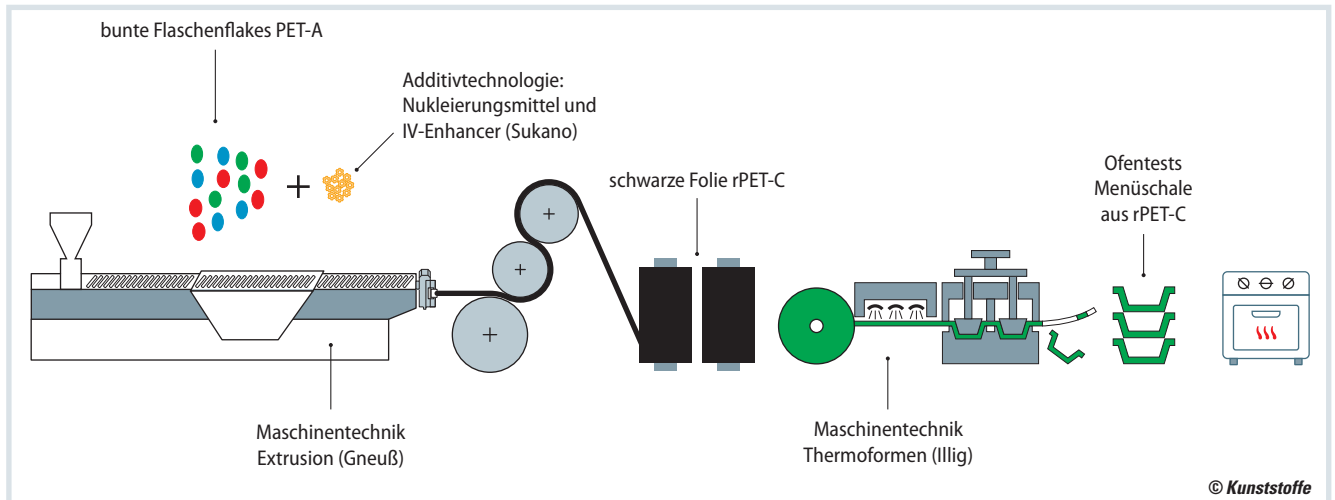 bunte Flaschenflakes PET-A
Additivtechnologie:
Nukleierungsmittel und
IV-Enhancer (Sukano)
+
schwarze Folie rPET-C
Ofentests
Menüschale
aus rPET-C
Maschinentechnik
Extrusion (Gneuß)
Maschinentechnik
Thermoformen (Illig)
© Kunststoffe